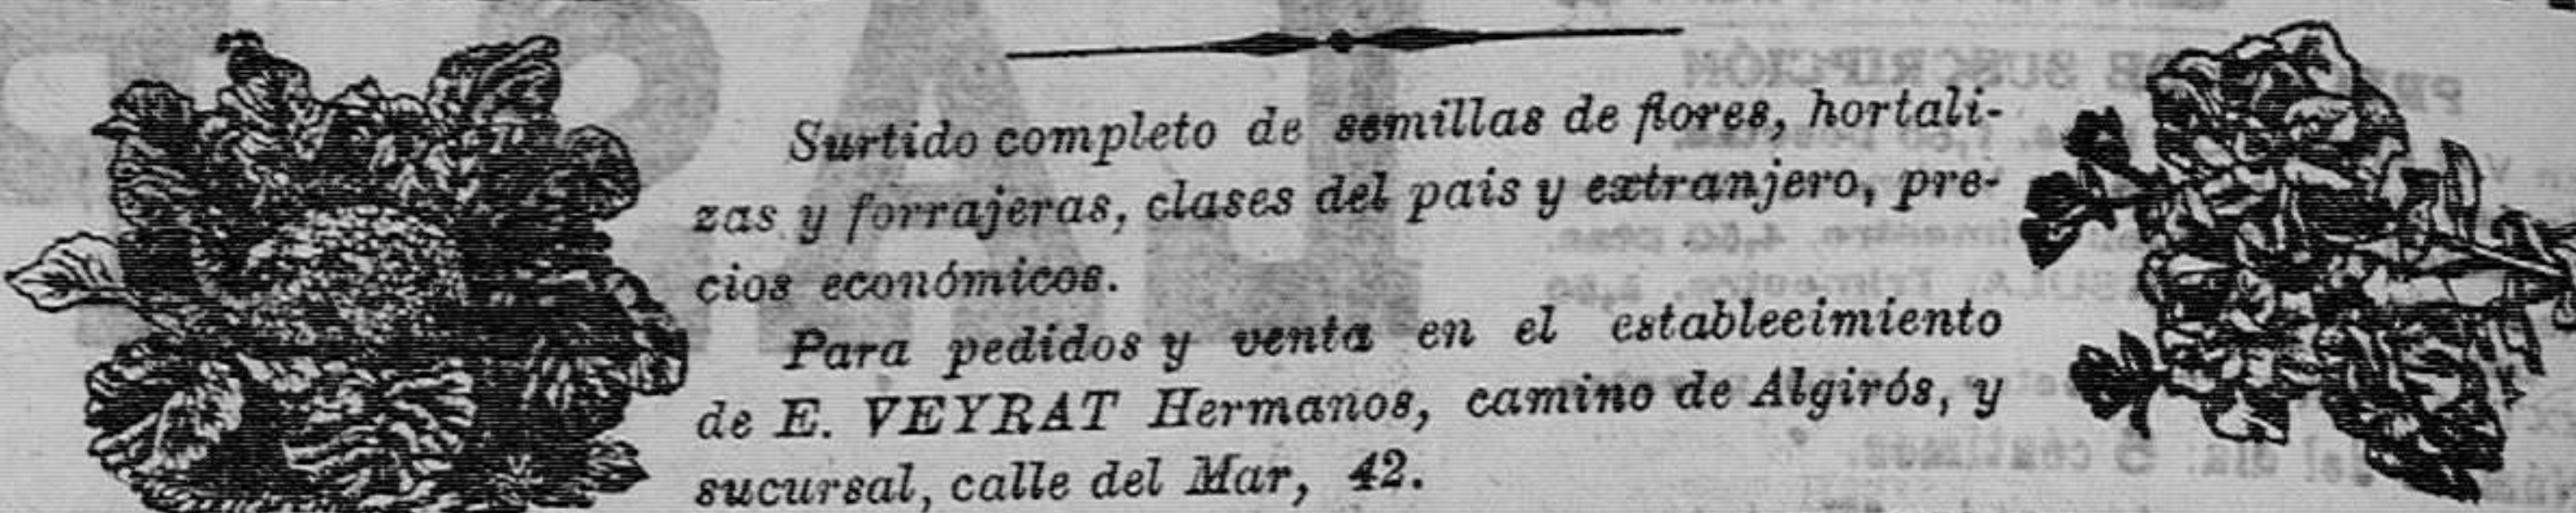 Surtido completo de semillas de flores, hortali-
zas y forrajeras, clases del pais y extranjero, pre-
cios económicos.
Para pedidos y venta en el establecimiento
de E. VEYRAT Hermanos, camino de Algirós, y
sucursal, calle del Mar, 42.